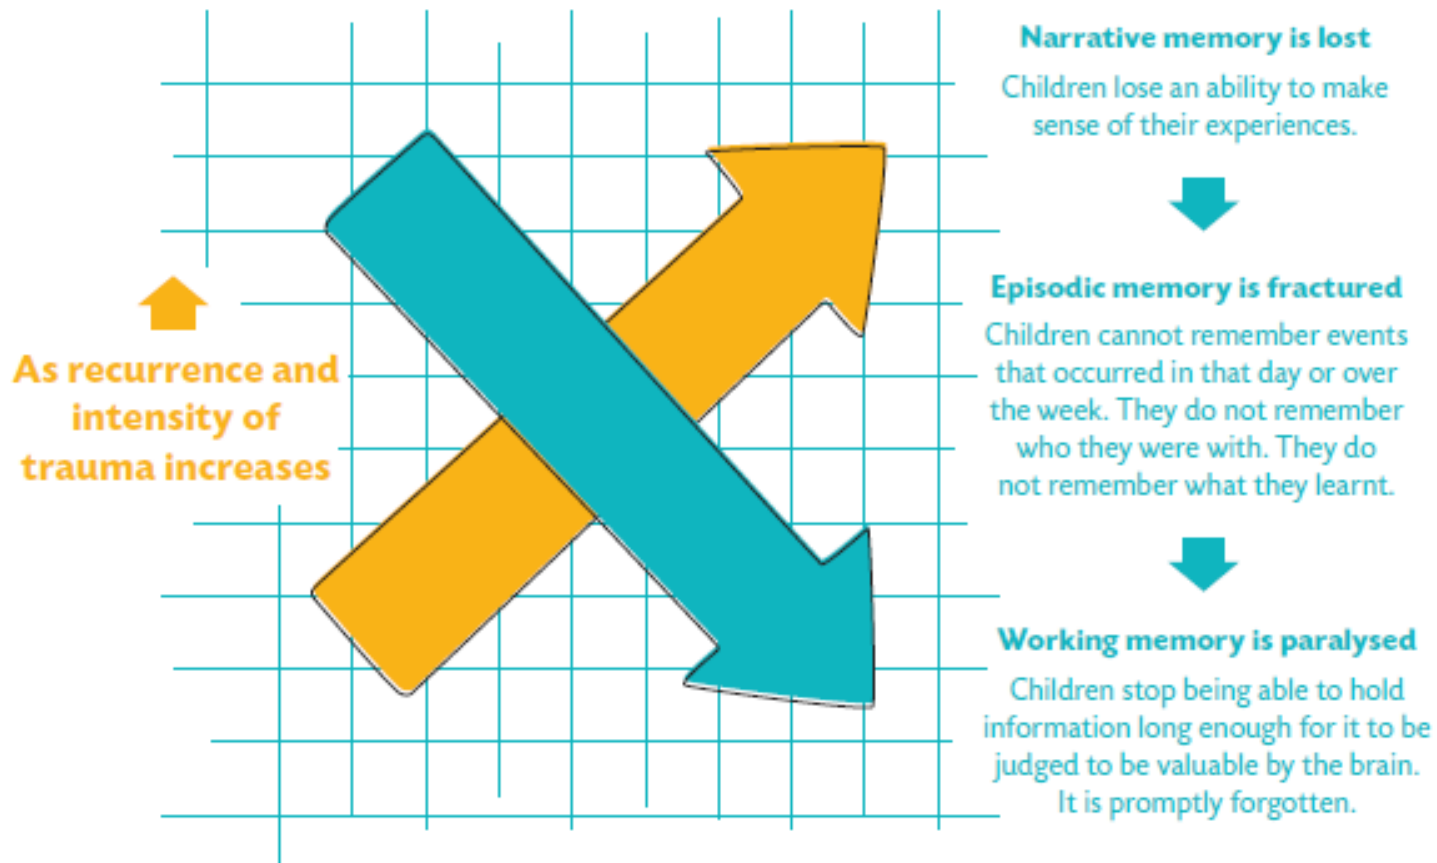 As recurrence and
intensity of
trauma increases
Narrative memory is lost
Children lose an ability to make
sense of their experiences.
Episodic memory is fractured
Children cannot remember events
that occurred in that day or over
the week. They do not remember
who they were with. They do
not remember what they learnt.
Working memory is paralysed
Children stop being able to hold
information long enough for it to be
judged to be valuable by the brain.
It is promptly forgotten.